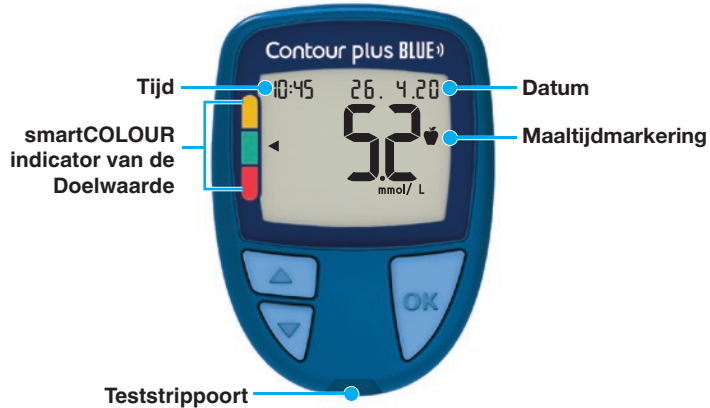 Contour plus BLUE
Tijd
10:45 26. 4.20
Datum
smartCOLOUR
indicator van de
Doelwaarde
5.2
Maaltijdmarkering
mmol/ L
OK
Teststrippoort